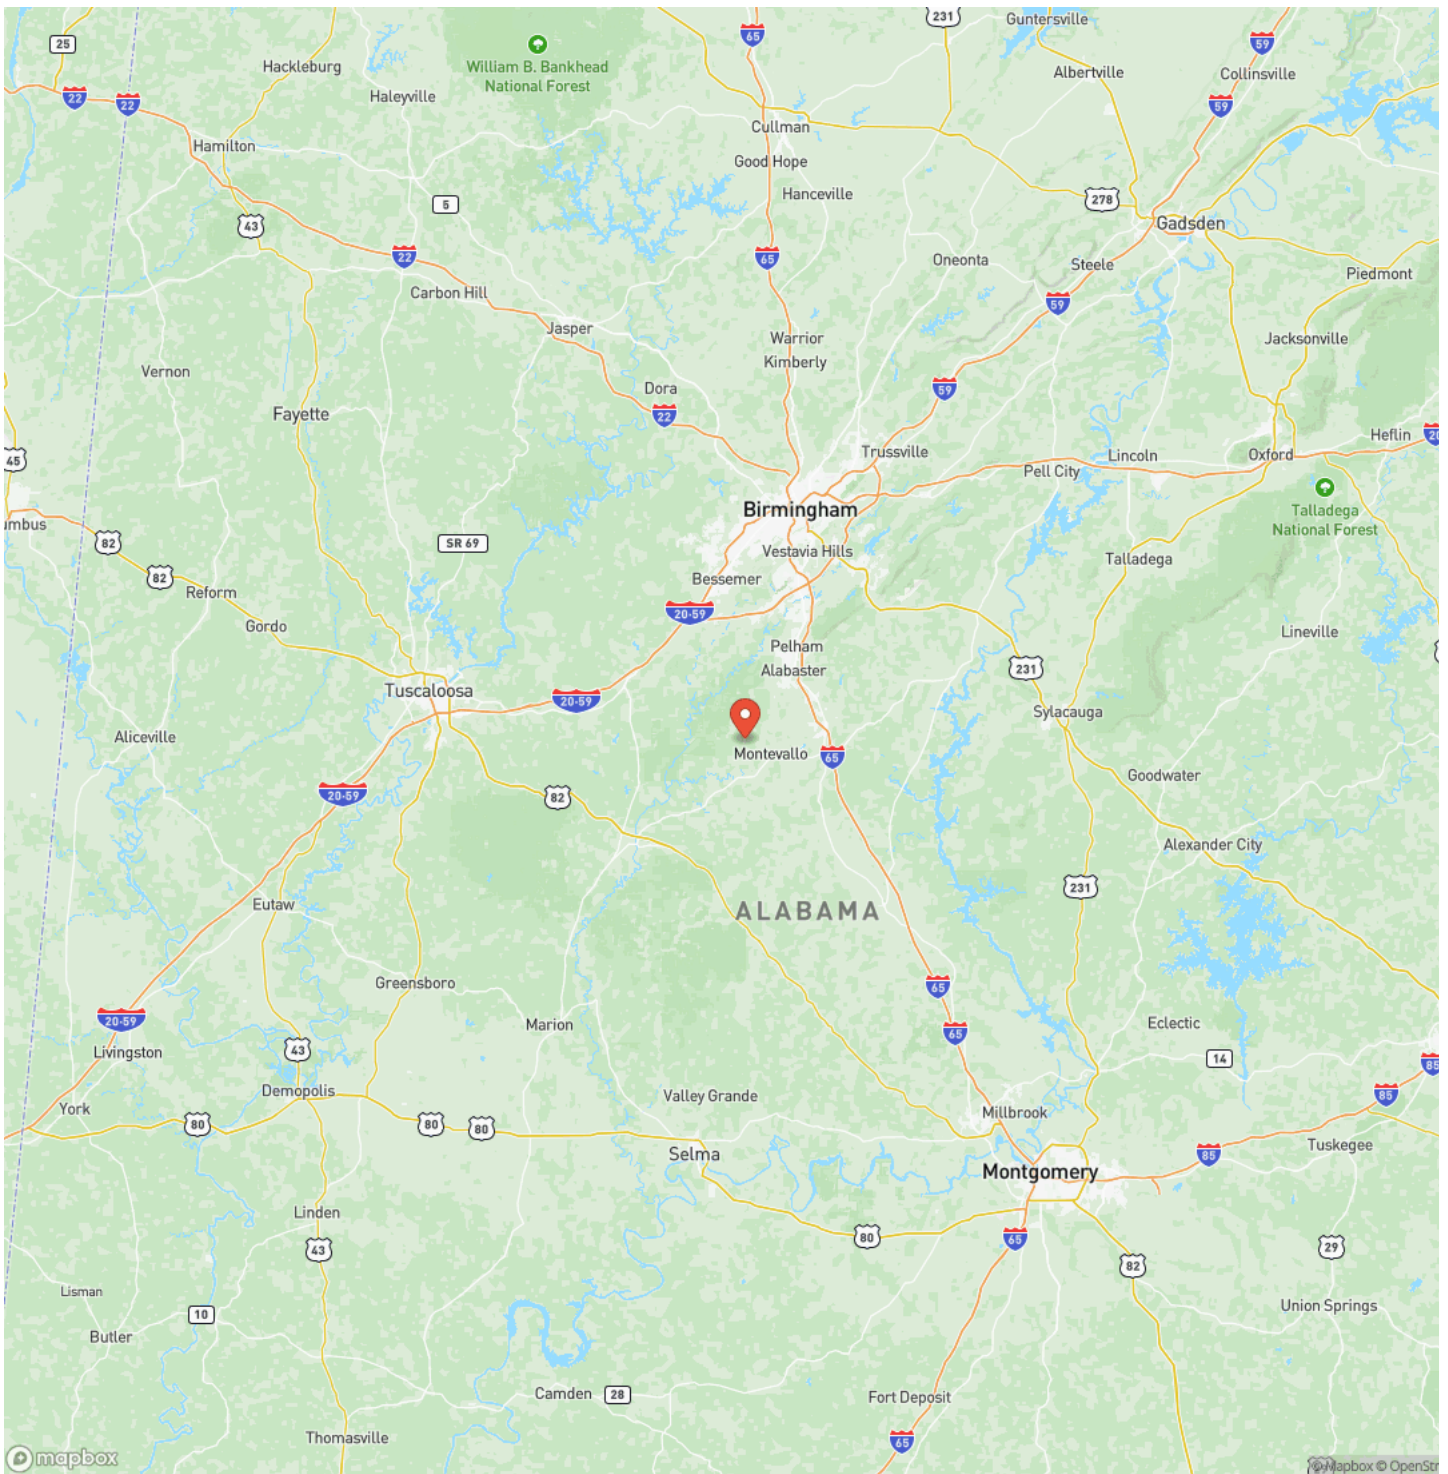 231
Guntersville
65
25
59
Hackleburg
William B. Bankhead
National Forest
Albertville
Collinsville
22
22
Haleyville
59
Cullman
Hamilton
Good Hope
Hanceville
5
278
43
Gadsden
22
65
Oneonta
Steele
Piedmont
Carbon Hill
59
Jasper
Warrior
Kimberly
Jacksonville
Vernon
Dora
59
Fayette
22
Heflin
20
45
Trussville
Lincoln
Oxford
Pell City
Talladega
National Forest
Birmingham
umbus
82
SR 69
Vestavia Hills
Talladega
82
Bessemer
Reform
20-59
Gordo
Lineville
Pelham
Alabaster
231
Tuscaloosa
20-59
Sylacauga
Aliceville
Montevallo
65
Goodwater
20-59
82
Alexander City
231
Eutaw
ALABAMA
Greensboro
65
20-59
Marion
Eclectic
65
Livingston
43
14
85
Demopolis
Valley Grande
85
York
Millbrook
80
80
80
Tuskegee
Selma
85
Montgomery
Linden
80
65
43
29
82
Lisman
10
Union Springs
Butler
Camden
28
Fort Deposit
Thomasville
65
mapbox
© Mapbox © OpenStr